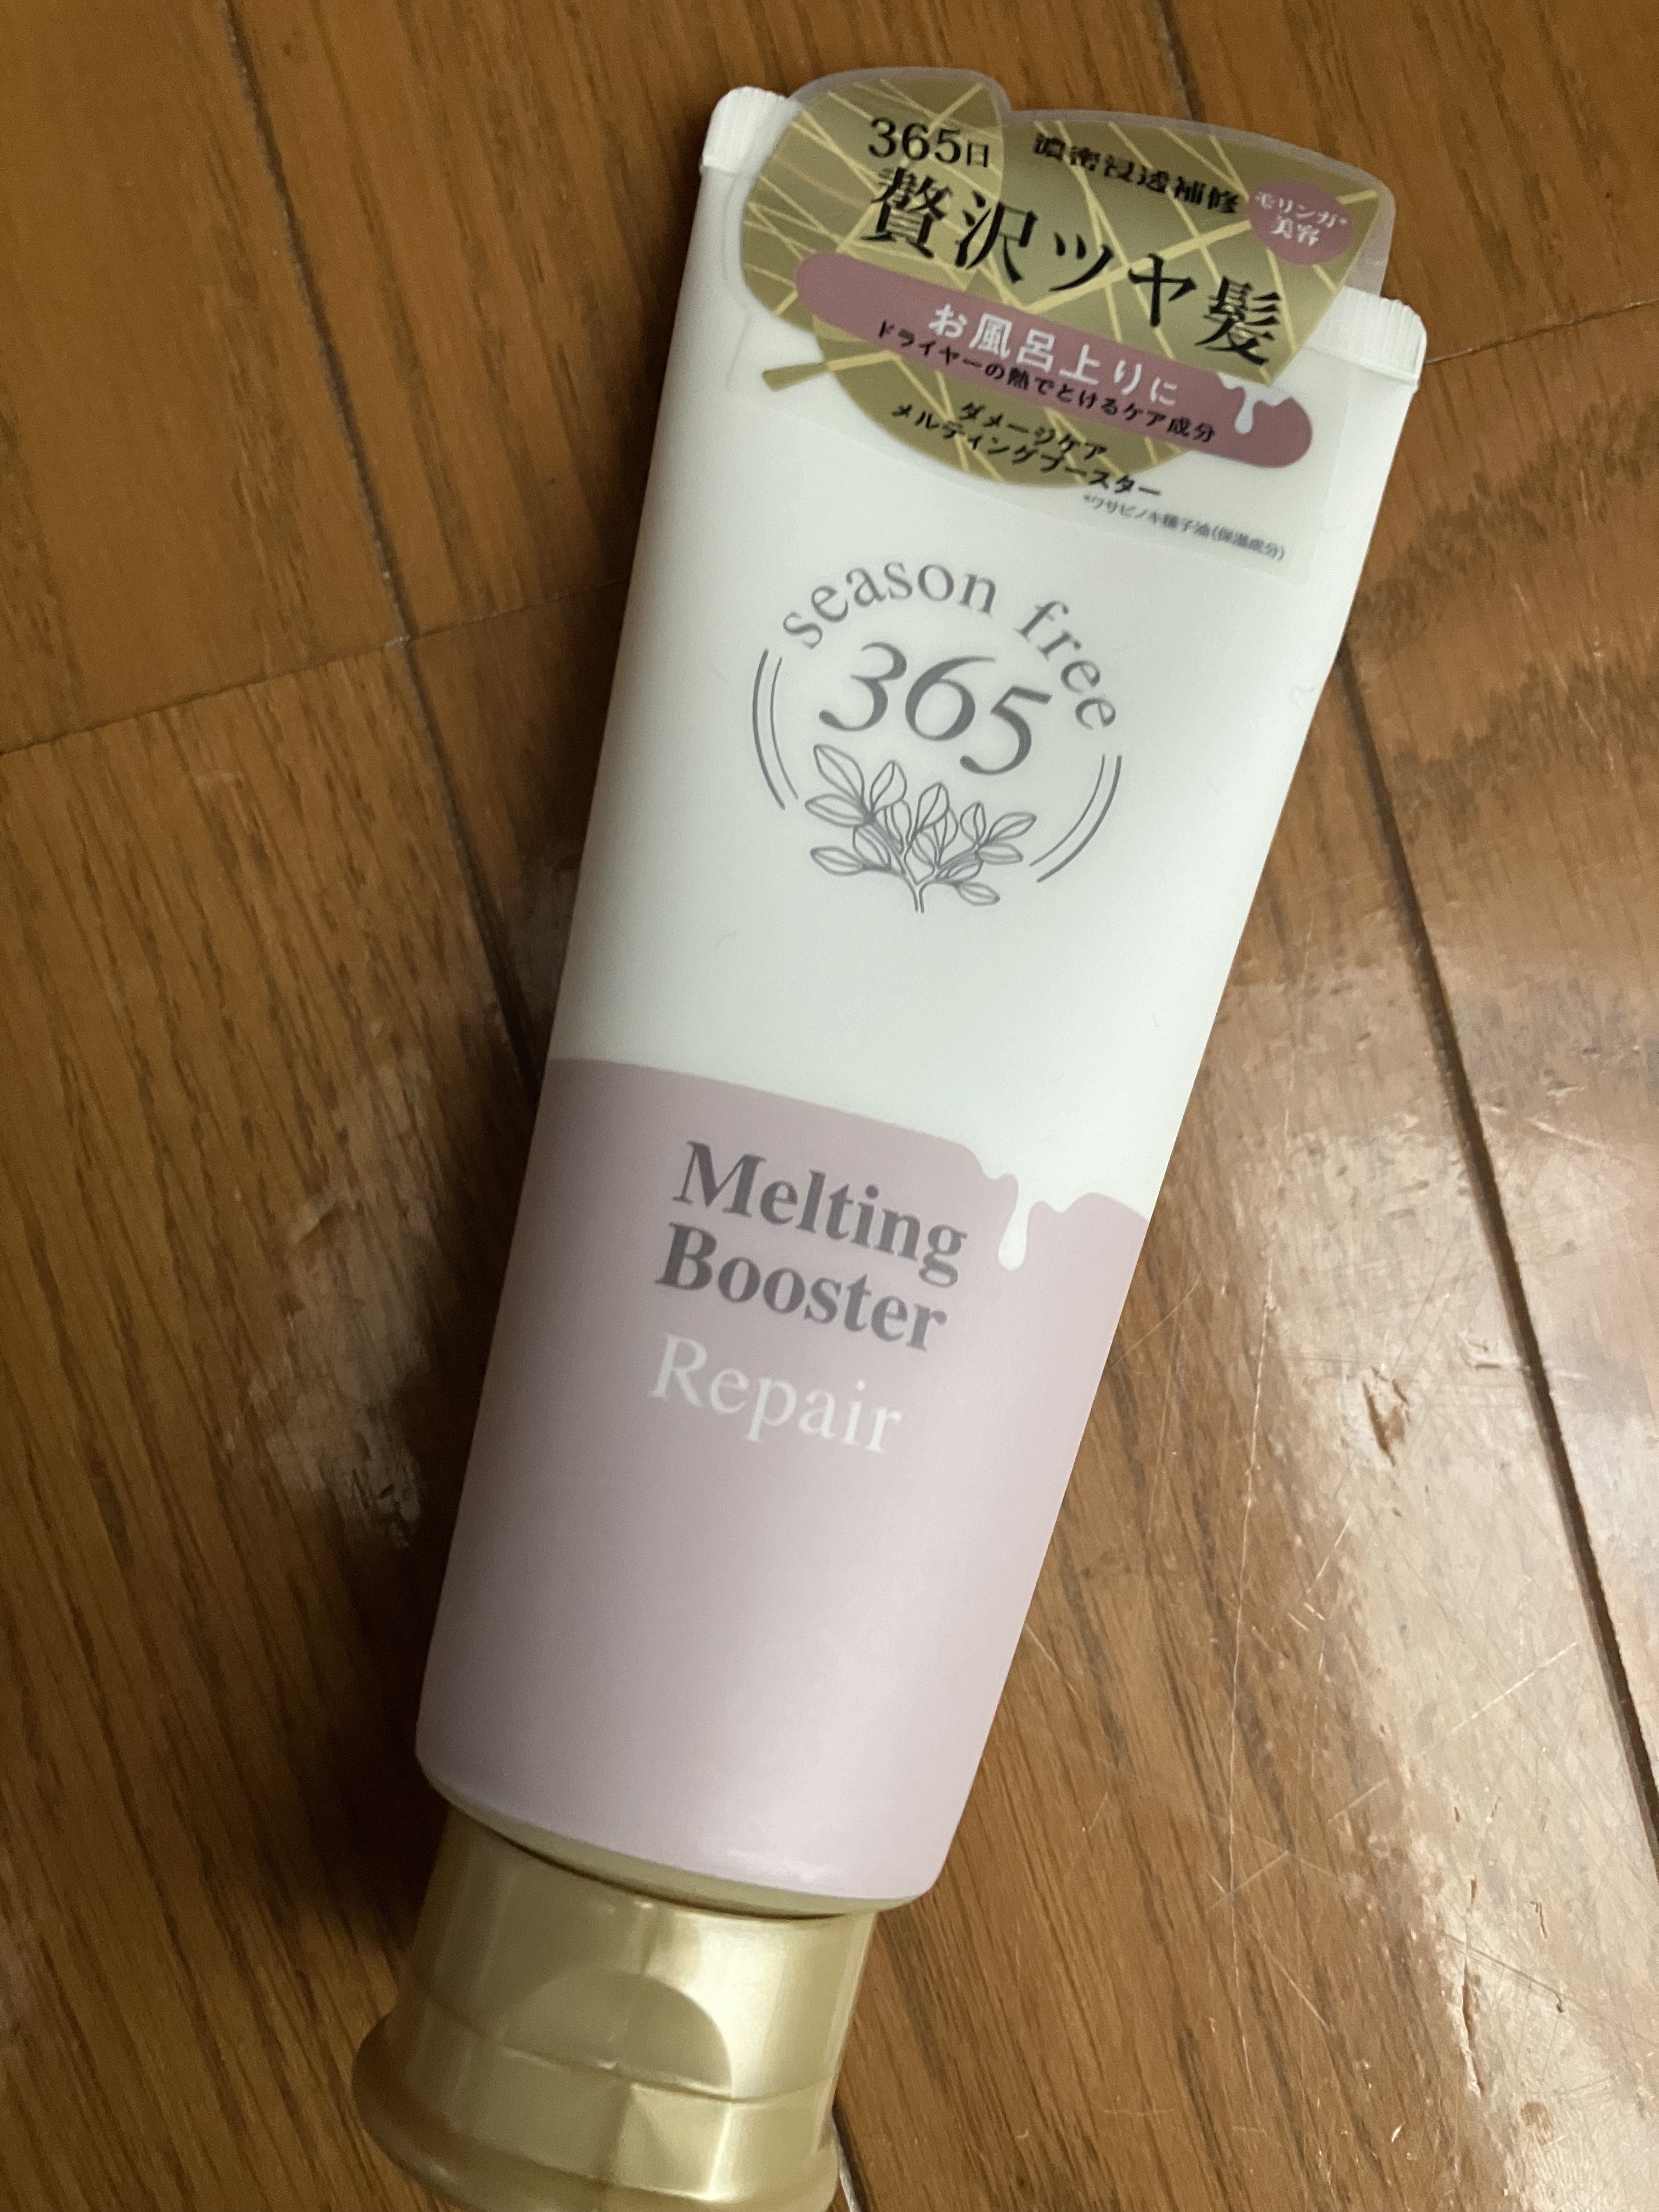 365日
贅沢ツヤ髪
濃密浸透補修
モリンガ*
美容
お風呂上りに
ドライヤーの熱でとけるケア成分
ダメージケア
メルティングブースター
*ワサビノキ種子油(保湿成分)
season free
365
Melting
Booster
Repair